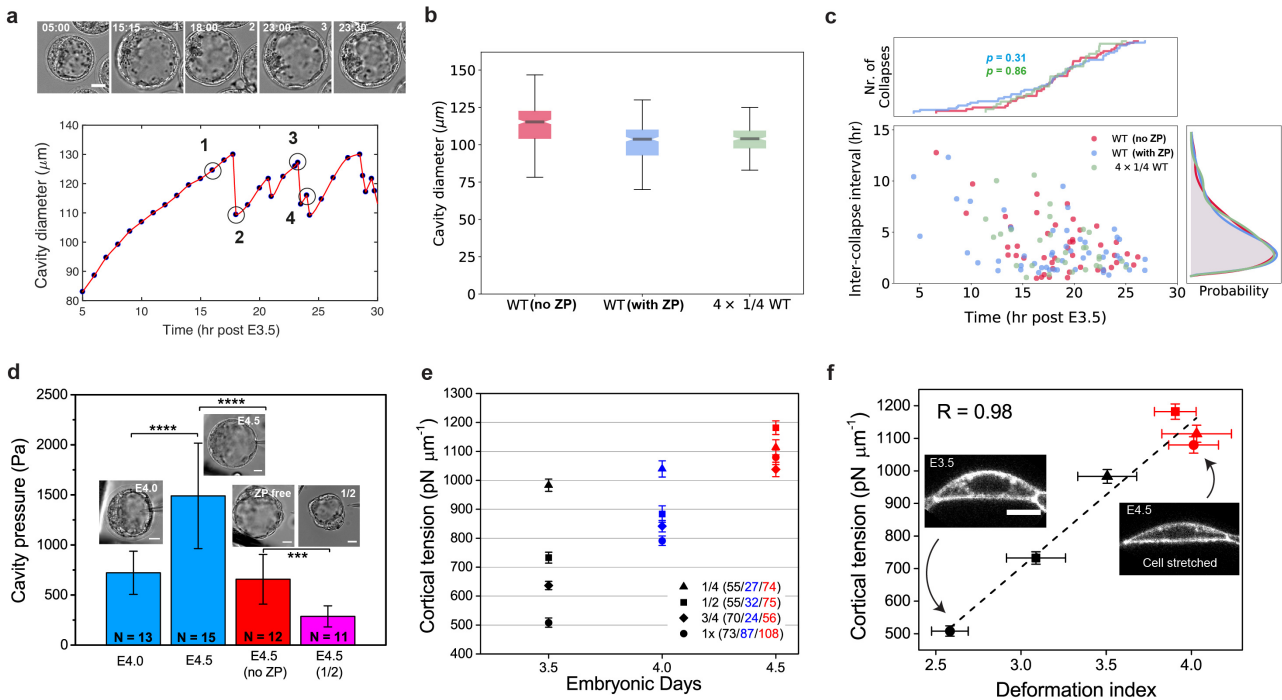 a
05:00
15:15
1
18:00
2
23:00
3
23:30
4
Cavity diameter (μm)
140
130
120
110
100
90
80
1
2
3
4
5
10
15
20
25
30
Time (hr post E3.5)
b
Cavity diameter (μm)
150
125
100
75
50
25
0
WT (no ZP)
WT (with ZP)
4 × 1/4 WT
c
Nr. of
Collapses
p = 0.31
p = 0.86
Inter-collapse interval (hr)
15
10
5
0
WT (no ZP)
WT (with ZP)
4 × 1/4 WT
5
10
15
20
25
30
Time (hr post E3.5)
Probability
d
Cavity pressure (Pa)
2500
2250
2000
1750
1500
1250
1000
750
500
250
0
****
****
***
E4.0
E4.5
ZP free
1/2
N = 13
N = 15
N = 12
N = 11
E4.0
E4.5
E4.5
(no ZP)
E4.5
(1/2)
e
Cortical tension (pN μm⁻¹)
1300
1200
1100
1000
900
800
700
600
500
400
1/4 (55/27/74)
1/2 (55/32/75)
3/4 (70/24/56)
1x (73/87/108)
3.5
4.0
4.5
Embryonic Days
f
Cortical tension (pN μm⁻¹)
1300
1200
1100
1000
900
800
700
600
500
400
R = 0.98
E3.5
E4.5
Cell stretched
2.5
3.0
3.5
4.0
Deformation index